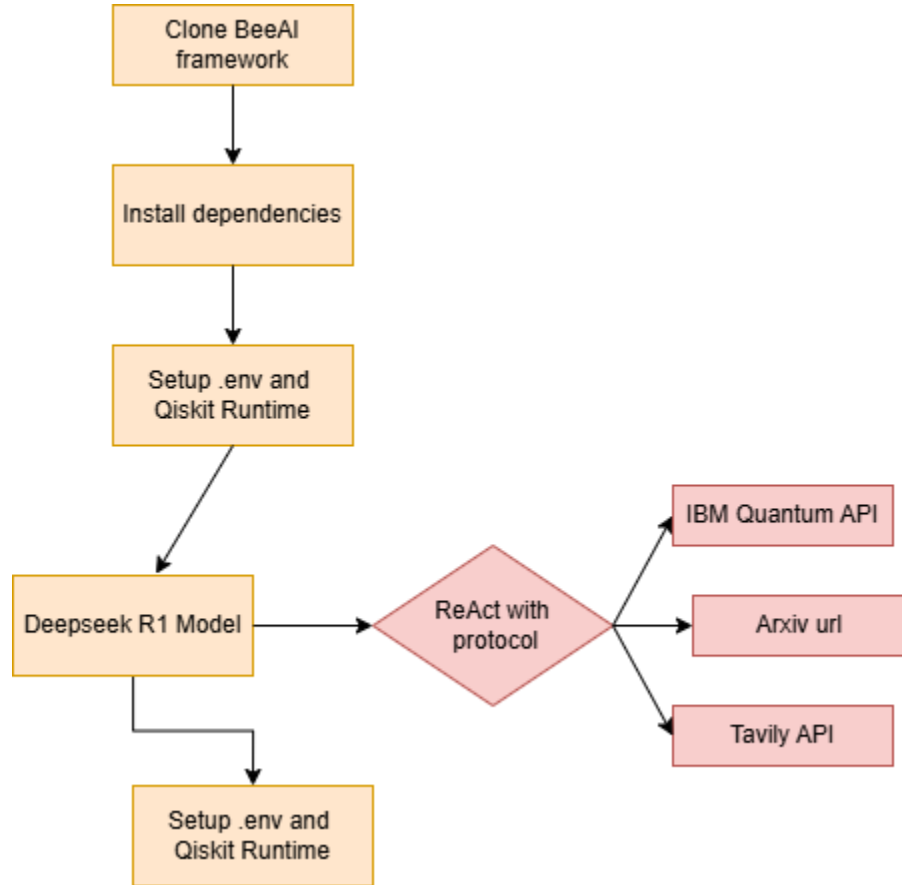 Clone BeeAI
framework
Install dependencies
Setup .env and
Qiskit Runtime
Deepseek R1 Model
ReAct with
protocol
IBM Quantum API
Arxiv url
Tavily API
Setup .env and
Qiskit Runtime